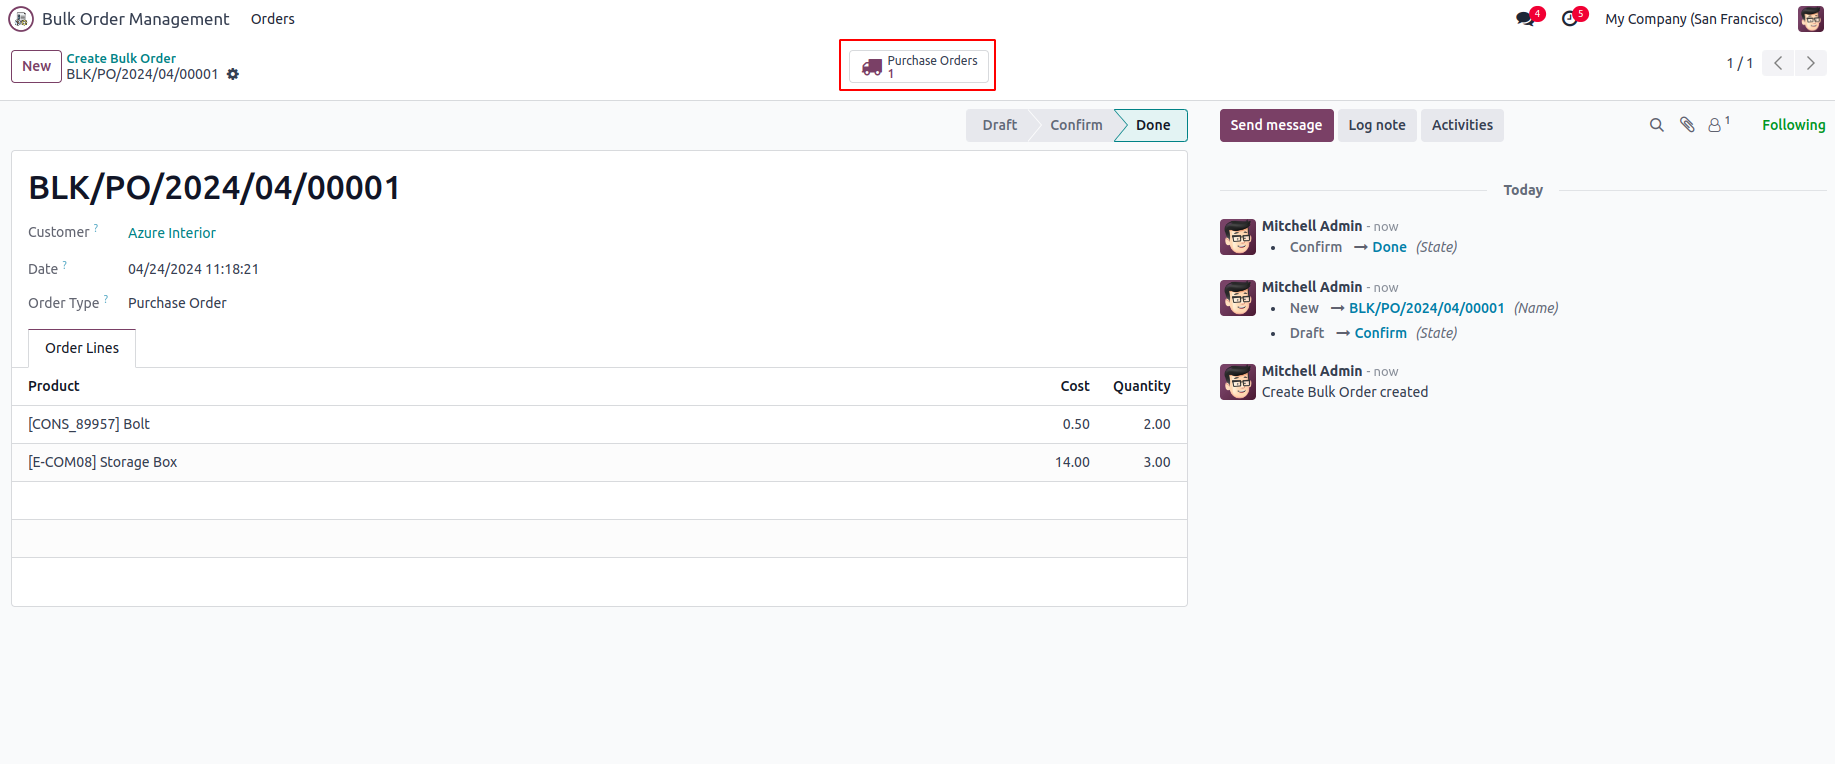 Bulk Order Management Orders 4 5 My Company (San Francisco)
New Create Bulk Order
BLK/PO/2024/04/00001
Purchase Orders
1
1 / 1
Draft Confirm Done
Send message Log note Activities 1 Following
BLK/PO/2024/04/00001
Customer ? Azure Interior
Date ? 04/24/2024 11:18:21
Order Type ? Purchase Order
Order Lines
Product Cost Quantity
[CONS_89957] Bolt 0.50 2.00
[E-COM08] Storage Box 14.00 3.00
Today
Mitchell Admin - now
• Confirm → Done (State)
Mitchell Admin - now
• New → BLK/PO/2024/04/00001 (Name)
• Draft → Confirm (State)
Mitchell Admin - now
Create Bulk Order created